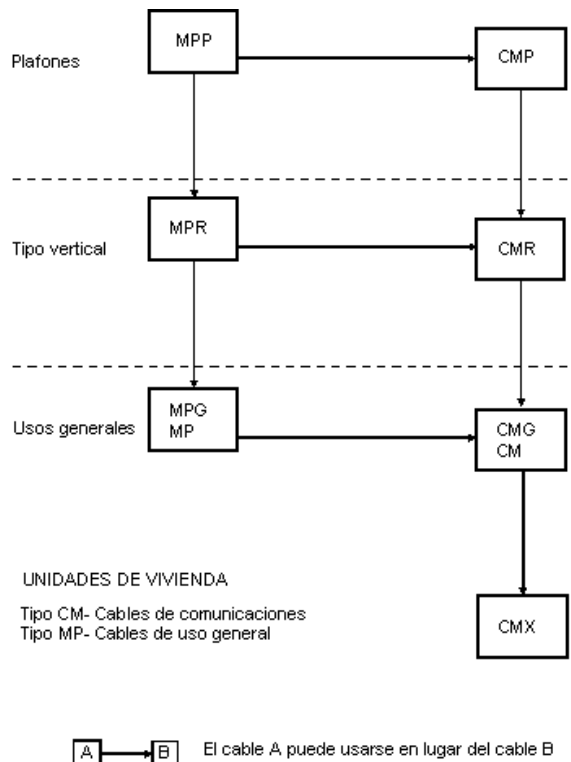 MPP
CMP
Plafones
MPR
Tipo vertical
CMR
MPG
MP
Usos generales
CMG
CM
UNIDADES DE VIVIENDA
Tipo CM- Cables de comunicaciones
Tipo MP- Cables de uso general
CMX
A B El cable A puede usarse en lugar del cable B